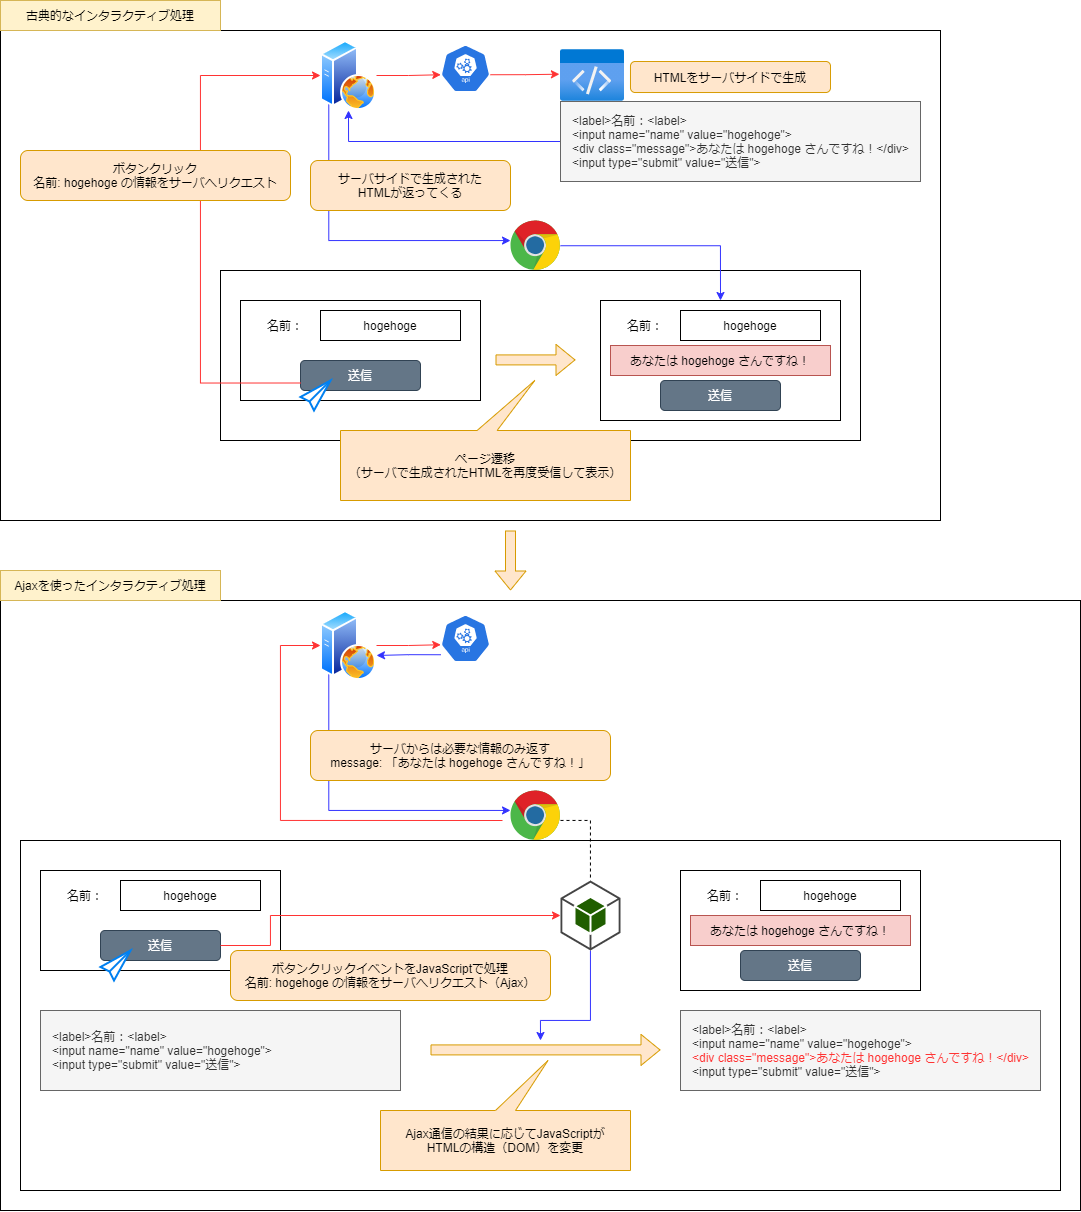 古典的なインタラクティブ処理
api
HTMLをサーバサイドで生成
<label>名前：<label>
<input name="name" value="hogehoge">
<div class="message">あなたは hogehoge さんですね！</div>
<input type="submit" value="送信">
ボタンクリック
名前: hogehoge の情報をサーバへリクエスト
サーバサイドで生成された
HTMLが返ってくる
名前：
hogehoge
送信
名前：
hogehoge
あなたは hogehoge さんですね！
送信
ページ遷移
（サーバで生成されたHTMLを再度受信して表示）
Ajaxを使ったインタラクティブ処理
api
サーバからは必要な情報のみ返す
message: 「あなたは hogehoge さんですね！」
名前：
hogehoge
送信
ボタンクリックイベントをJavaScriptで処理
名前: hogehoge の情報をサーバへリクエスト（Ajax）
名前：
hogehoge
あなたは hogehoge さんですね！
送信
<label>名前：<label>
<input name="name" value="hogehoge">
<input type="submit" value="送信">
<label>名前：<label>
<input name="name" value="hogehoge">
<div class="message">あなたは hogehoge さんですね！</div>
<input type="submit" value="送信">
Ajax通信の結果に応じてJavaScriptが
HTMLの構造（DOM）を変更